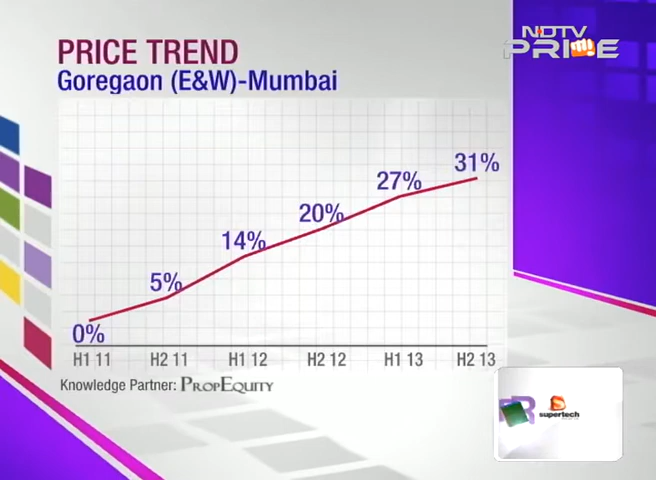 NDTV
PRIME
PRICE TREND
Goregaon (E&W)-Mumbai
31%
27%
20%
14%
5%
0%
H1 11 H2 11 H1 12 H2 12 H1 13 H2 13
Knowledge Partner: PROPEQUITY
supertech